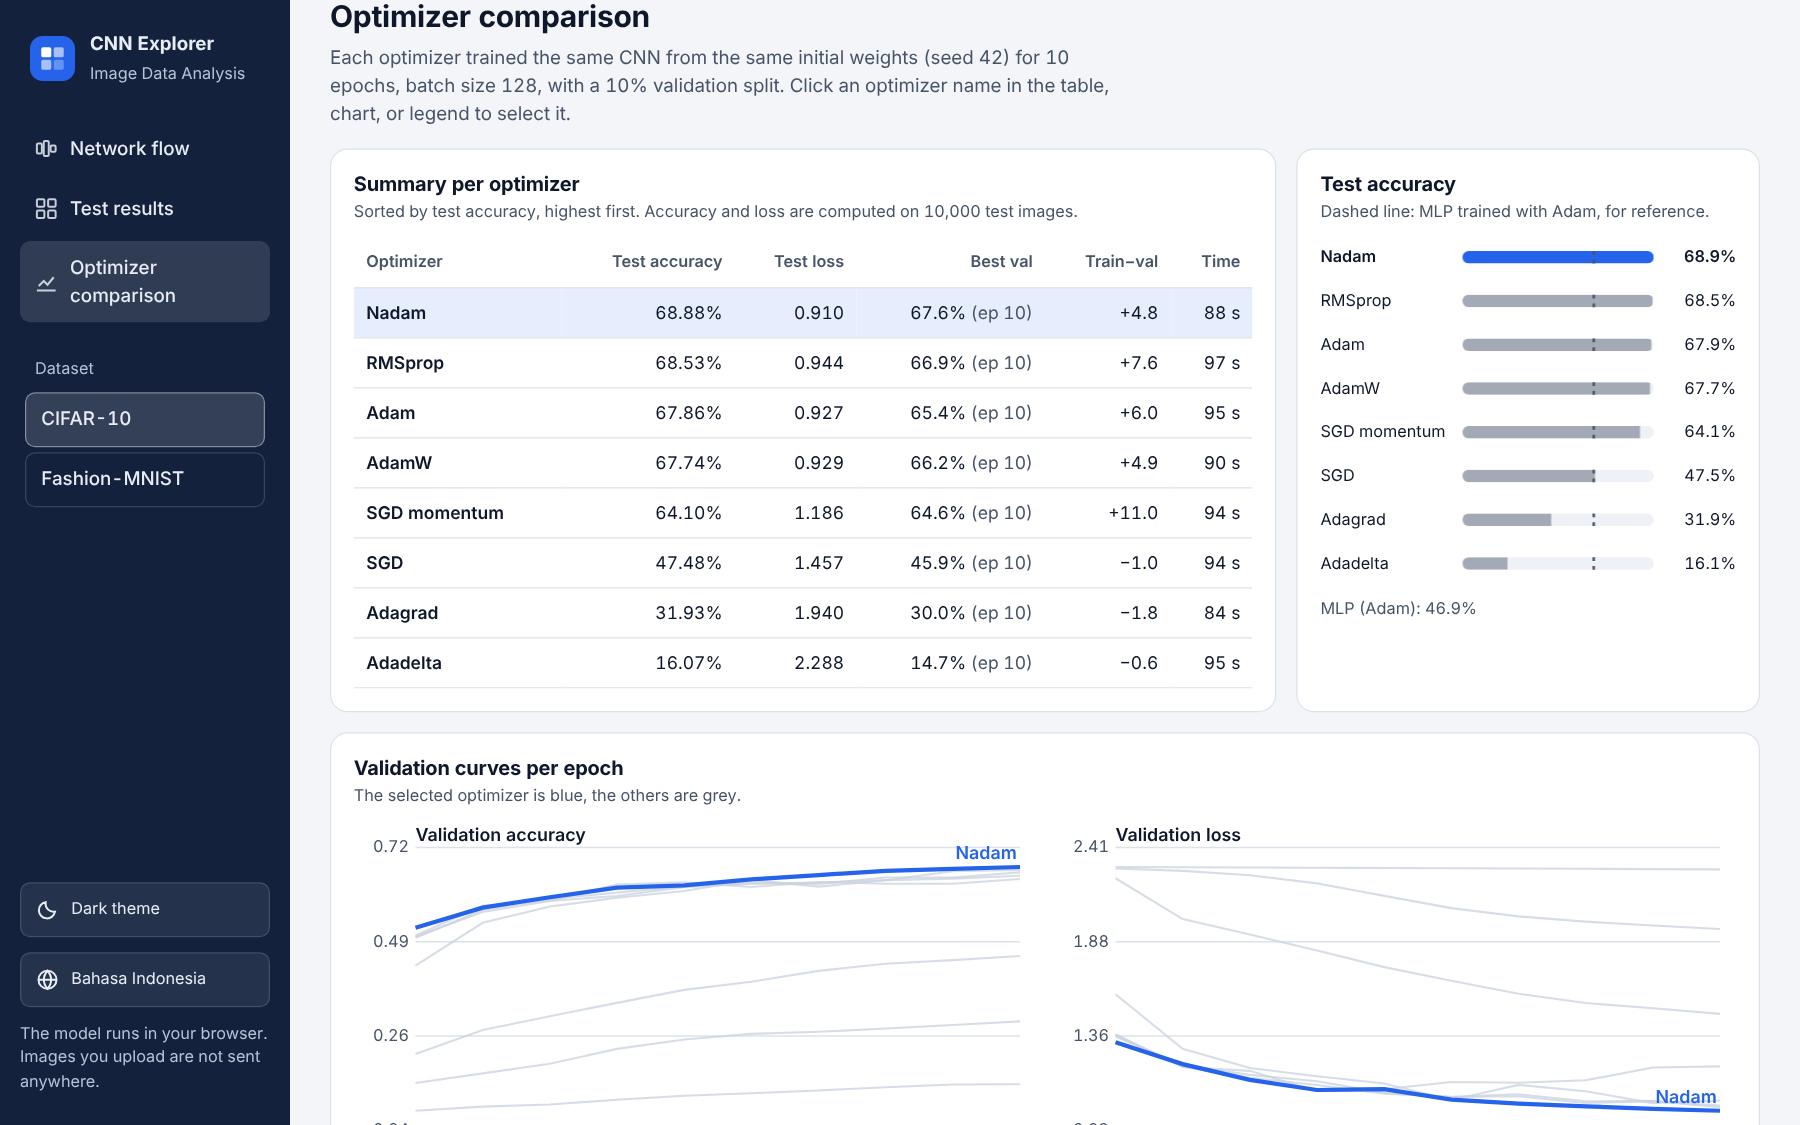 CNN Explorer
Image Data Analysis
Network flow
Test results
Optimizer
comparison
Dataset
CIFAR-10
Fashion-MNIST
Dark theme
Bahasa Indonesia
The model runs in your browser.
Images you upload are not sent
anywhere.
Optimizer comparison
Each optimizer trained the same CNN from the same initial weights (seed 42) for 10
epochs, batch size 128, with a 10% validation split. Click an optimizer name in the table,
chart, or legend to select it.
Summary per optimizer
Sorted by test accuracy, highest first. Accuracy and loss are computed on 10,000 test images.
Optimizer Test accuracy Test loss Best val Train−val Time
Nadam 68.88% 0.910 67.6% (ep 10) +4.8 88 s
RMSprop 68.53% 0.944 66.9% (ep 10) +7.6 97 s
Adam 67.86% 0.927 65.4% (ep 10) +6.0 95 s
AdamW 67.74% 0.929 66.2% (ep 10) +4.9 90 s
SGD momentum 64.10% 1.186 64.6% (ep 10) +11.0 94 s
SGD 47.48% 1.457 45.9% (ep 10) −1.0 94 s
Adagrad 31.93% 1.940 30.0% (ep 10) −1.8 84 s
Adadelta 16.07% 2.288 14.7% (ep 10) −0.6 95 s
Test accuracy
Dashed line: MLP trained with Adam, for reference.
Nadam 68.9%
RMSprop 68.5%
Adam 67.9%
AdamW 67.7%
SGD momentum 64.1%
SGD 47.5%
Adagrad 31.9%
Adadelta 16.1%
MLP (Adam): 46.9%
Validation curves per epoch
The selected optimizer is blue, the others are grey.
Validation accuracy
0.72
Nadam
0.49
0.26
Validation loss
2.41
1.88
1.36
Nadam